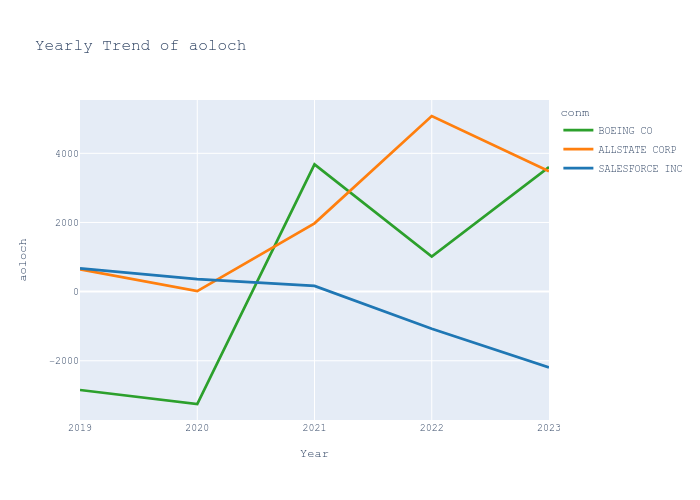 Yearly Trend of aoloch
conm
BOEING CO
ALLSTATE CORP
SALESFORCE INC
aoloch
4000
2000
0
−2000
2019
2020
2021
2022
2023
Year